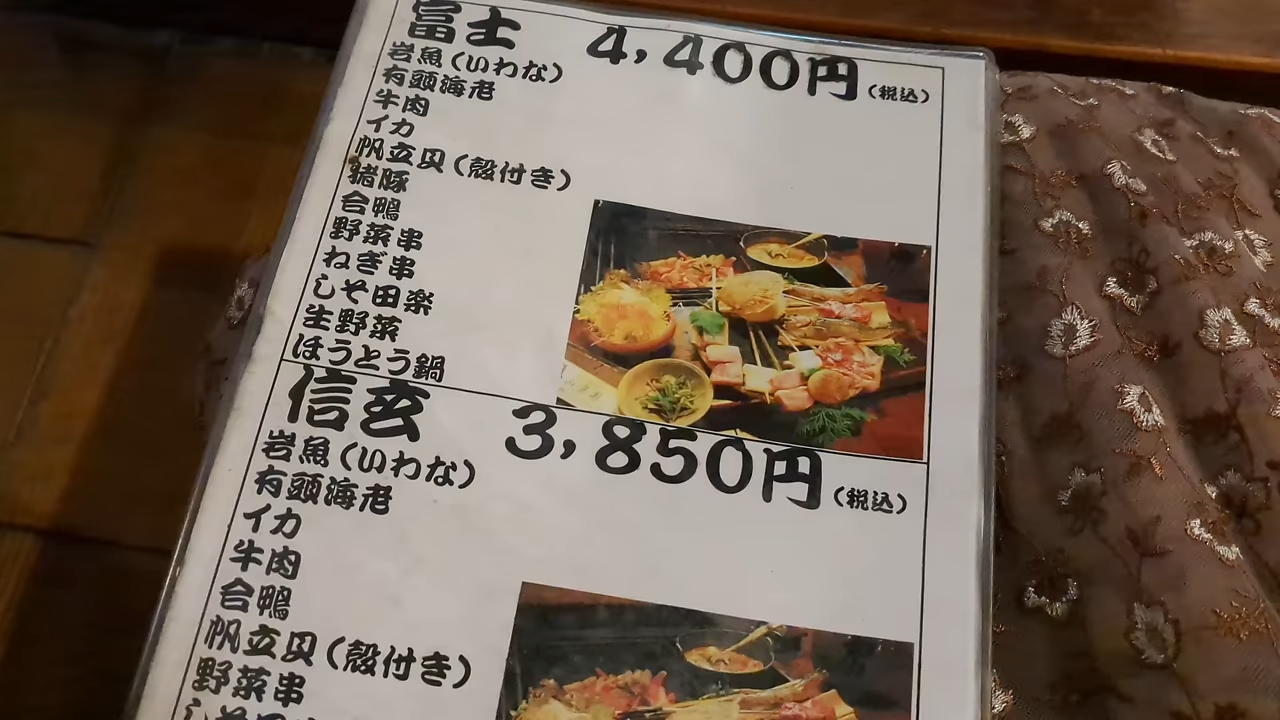 富士 4,400円(税込)
岩魚(いわな)
有頭海老
牛肉
イカ
帆立貝(殻付き)
猪豚
合鴨
野菜串
ねぎ串
しそ田楽
生野菜
ほうとう鍋
信玄 3,850円(税込)
岩魚(いわな)
有頭海老
イカ
牛肉
合鴨
帆立貝(殻付き)
野菜串